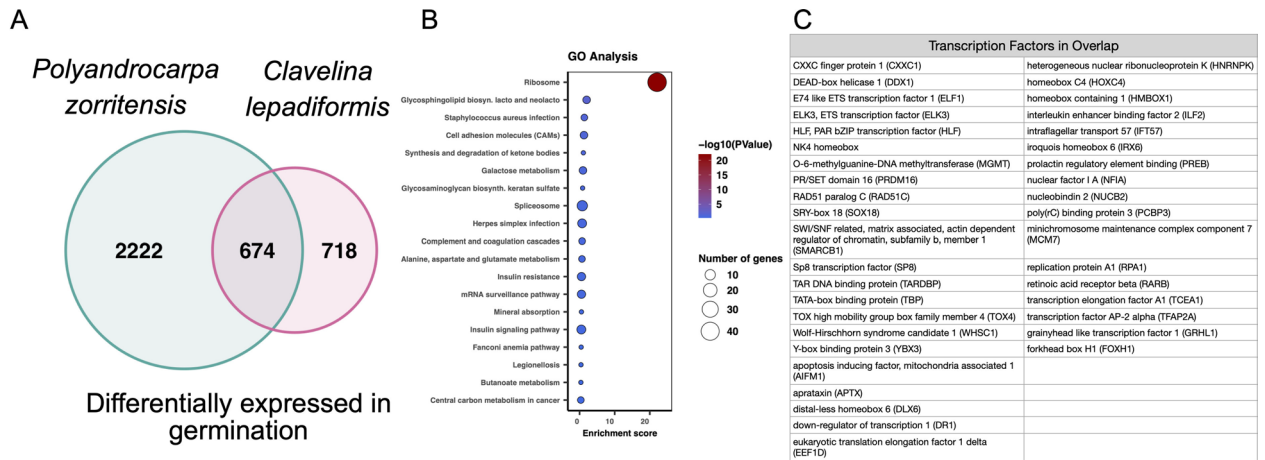 A
Polyandrocarpa
zorritensis
Clavelina
lepadiformis
2222
674
718
Differentially expressed in
germination
B
GO Analysis
Ribosome
Glycosphingolipid biosyn. lacto and neolacto
Staphylococcus aureus infection
Cell adhesion molecules (CAMs)
Synthesis and degradation of ketone bodies
Galactose metabolism
Glycosaminoglycan biosynth. keratan sulfate
Spliceosome
Herpes simplex infection
Complement and coagulation cascades
Alanine, aspartate and glutamate metabolism
Insulin resistance
mRNA surveillance pathway
Mineral absorption
Insulin signaling pathway
Fanconi anemia pathway
Legionellosis
Butanoate metabolism
Central carbon metabolism in cancer
0 10 20
Enrichment score
−log10(PValue)
20
15
10
5
Number of genes
10
20
30
40
C
Transcription Factors in Overlap
CXXC finger protein 1 (CXXC1)
heterogeneous nuclear ribonucleoprotein K (HNRNPK)
DEAD-box helicase 1 (DDX1)
homeobox C4 (HOXC4)
E74 like ETS transcription factor 1 (ELF1)
homeobox containing 1 (HMBOX1)
ELK3, ETS transcription factor (ELK3)
interleukin enhancer binding factor 2 (ILF2)
HLF, PAR bZIP transcription factor (HLF)
intraflagellar transport 57 (IFT57)
NK4 homeobox
iroquois homeobox 6 (IRX6)
O-6-methylguanine-DNA methyltransferase (MGMT)
prolactin regulatory element binding (PREB)
PR/SET domain 16 (PRDM16)
nuclear factor I A (NFIA)
RAD51 paralog C (RAD51C)
nucleobindin 2 (NUCB2)
SRY-box 18 (SOX18)
poly(rC) binding protein 3 (PCBP3)
SWI/SNF related, matrix associated, actin dependent
regulator of chromatin, subfamily b, member 1
(SMARCB1)
minichromosome maintenance complex component 7
(MCM7)
Sp8 transcription factor (SP8)
replication protein A1 (RPA1)
TAR DNA binding protein (TARDBP)
retinoic acid receptor beta (RARB)
TATA-box binding protein (TBP)
transcription elongation factor A1 (TCEA1)
TOX high mobility group box family member 4 (TOX4)
transcription factor AP-2 alpha (TFAP2A)
Wolf-Hirschhorn syndrome candidate 1 (WHSC1)
grainyhead like transcription factor 1 (GRHL1)
Y-box binding protein 3 (YBX3)
forkhead box H1 (FOXH1)
apoptosis inducing factor, mitochondria associated 1
(AIFM1)
aprataxin (APTX)
distal-less homeobox 6 (DLX6)
down-regulator of transcription 1 (DR1)
eukaryotic translation elongation factor 1 delta
(EEF1D)